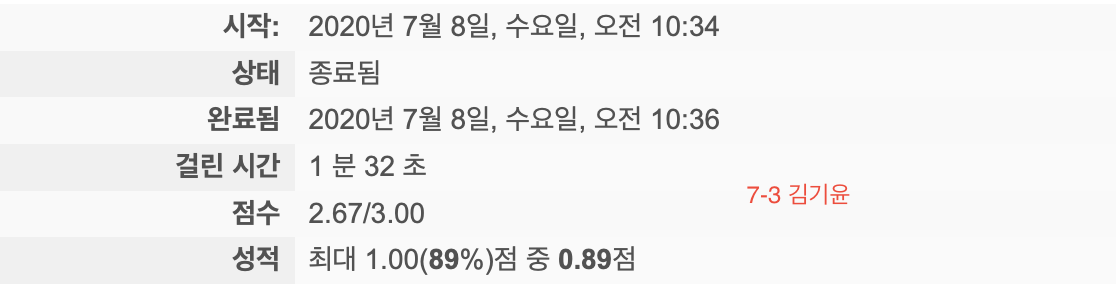 시작: 2020년 7월 8일, 수요일, 오전 10:34
상태 종료됨
완료됨 2020년 7월 8일, 수요일, 오전 10:36
걸린 시간 1 분 32 초
7-3 김기윤
점수 2.67/3.00
성적 최대 1.00(89%)점 중 0.89점